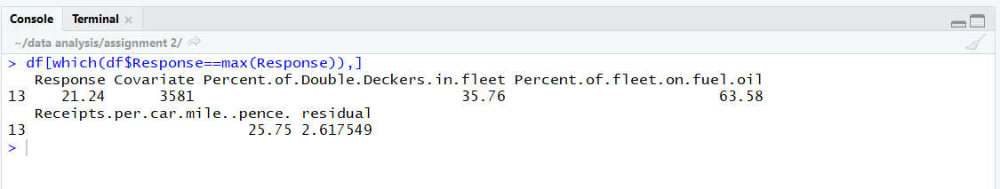 Console Terminal ×
~/data analysis/assignment 2/
> df[which(df$Response==max(Response)),]
   Response Covariate Percent.of.Double.Deckers.in.fleet Percent.of.fleet.on.fuel.oil
13    21.24      3581                              35.76                        63.58
   Receipts.per.car.mile..pence. residual
13                         25.75 2.617549
>